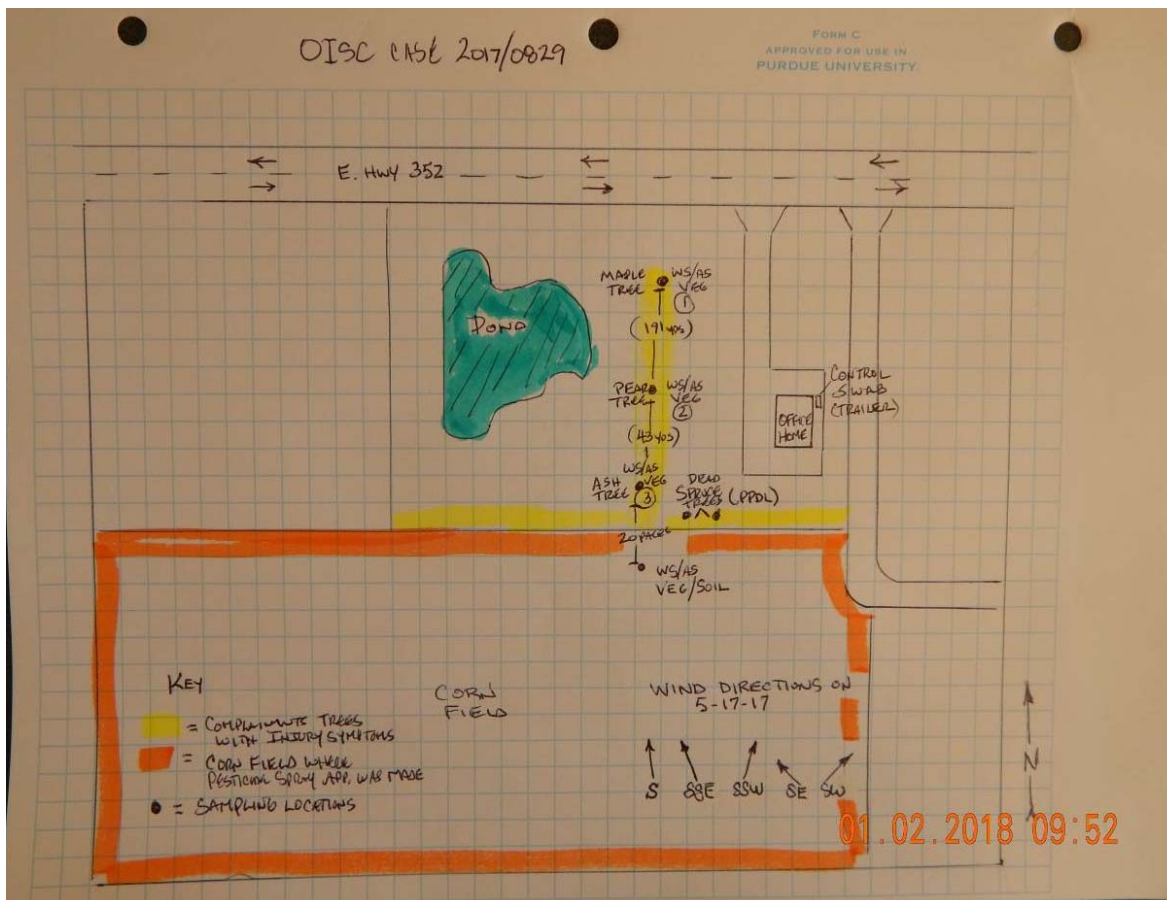 OISC CASE 2017/0829
FORM C
APPROVED FOR USE IN
PURDUE UNIVERSITY
E. HWY 352
MAPLE
TREE
WS/AS
VEG
1
(191 YDS)
POND
PEAR
TREE
WS/AS
VEG
2
(43 YDS)
CONTROL
SWAB
(TRAILER)
OFFICE
HOME
WS/AS
VEG
3
ASH
TREE
DEAD
SPRUCE
TREES
(PPDL)
20 PACES
WS/AS
VEG/SOIL
KEY
= COMPLAINANTS TREES
WITH INJURY SYMPTOMS
= CORN FIELD WHERE
PESTICIDE SPRAY APP. WAS MADE
= SAMPLING LOCATIONS
CORN
FIELD
WIND DIRECTIONS ON
5-17-17
S SSE SSW SE SW
N
01.02.2018 09:52